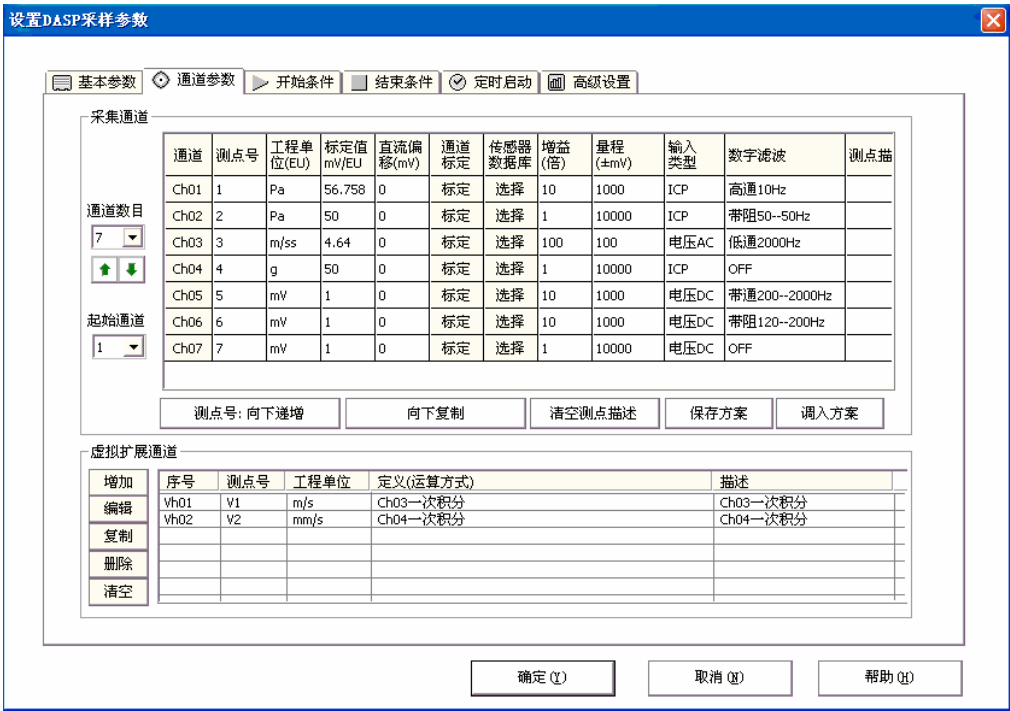 设置DASP采样参数
基本参数 通道参数 开始条件 结束条件 定时启动 高级设置
采集通道
通道 测点号 工程单位(EU) 标定值mV/EU 直流偏移(mV) 通道标定 传感器数据库 增益(倍) 量程(±mV) 输入类型 数字滤波 测点描
Ch01 1 Pa 56.758 0 标定 选择 10 1000 ICP 高通10Hz
Ch02 2 Pa 50 0 标定 选择 1 10000 ICP 带阻50--50Hz
Ch03 3 m/ss 4.64 0 标定 选择 100 100 电压AC 低通2000Hz
Ch04 4 g 50 0 标定 选择 1 10000 ICP OFF
Ch05 5 mV 1 0 标定 选择 10 1000 电压DC 带通200--2000Hz
Ch06 6 mV 1 0 标定 选择 10 1000 电压DC 带阻120--200Hz
Ch07 7 mV 1 0 标定 选择 1 10000 电压DC OFF
通道数目
7
起始通道
1
测点号:向下递增 向下复制 清空测点描述 保存方案 调入方案
虚拟扩展通道
增加
编辑
复制
删除
清空
序号 测点号 工程单位 定义(运算方式) 描述
Vh01 V1 m/s Ch03一次积分 Ch03一次积分
Vh02 V2 mm/s Ch04一次积分 Ch04一次积分
确定(Y) 取消(N) 帮助(H)